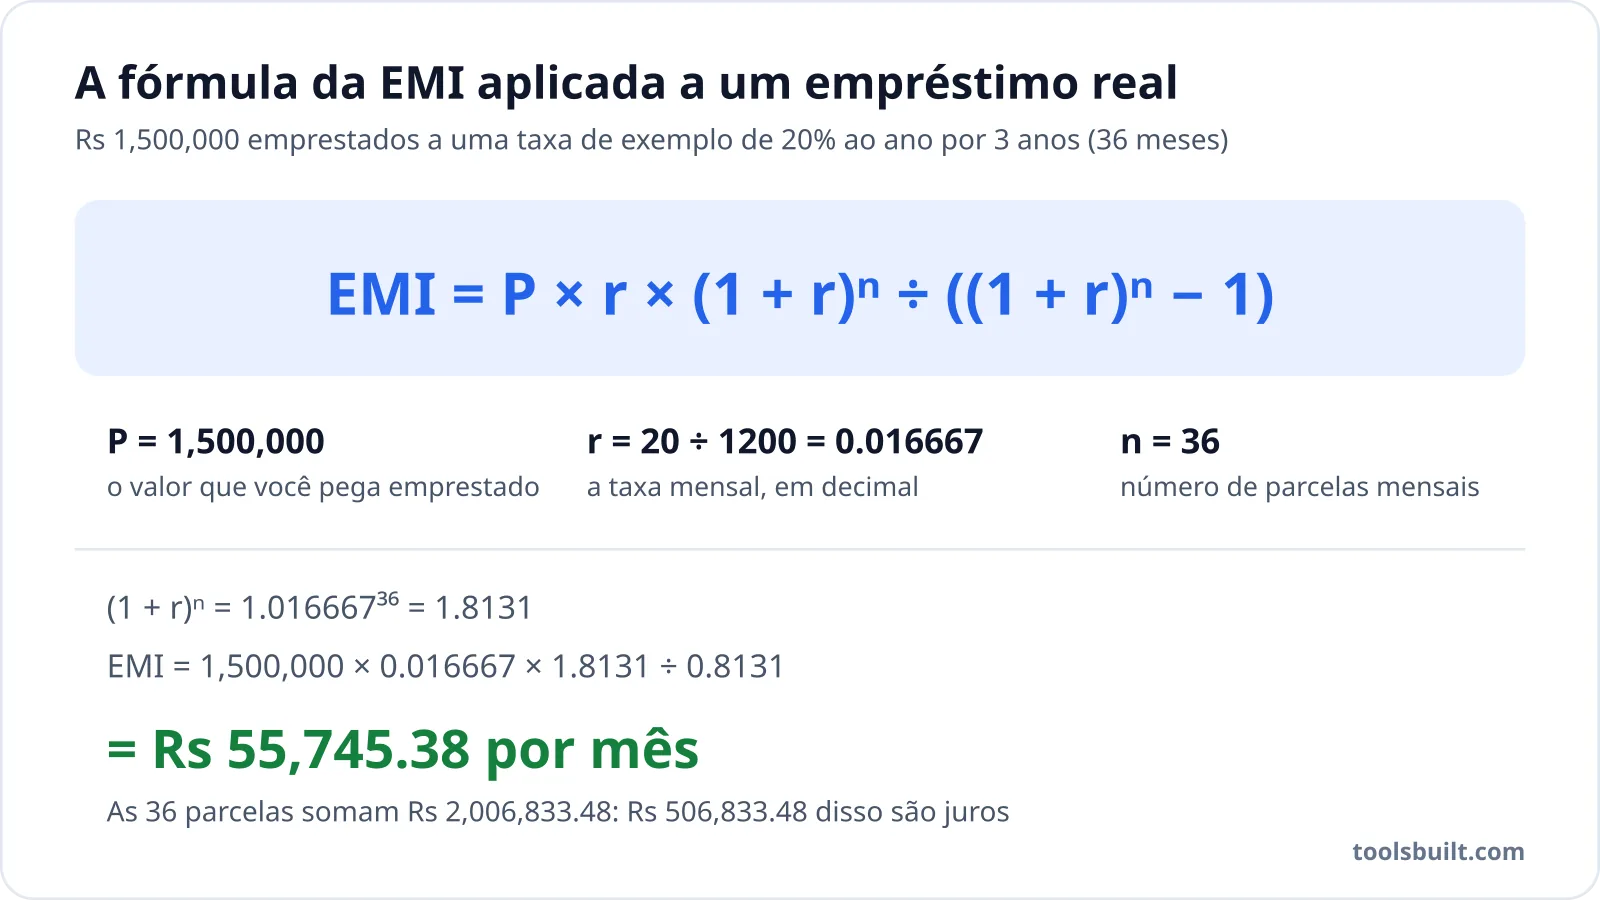 A fórmula da EMI aplicada a um empréstimo real
Rs 1,500,000 emprestados a uma taxa de exemplo de 20% ao ano por 3 anos (36 meses)
EMI = P × r × (1 + r)ⁿ ÷ ((1 + r)ⁿ − 1)
P = 1,500,000
r = 20 ÷ 1200 = 0.016667
n = 36
o valor que você pega emprestado
a taxa mensal, em decimal
número de parcelas mensais
(1 + r)ⁿ = 1.016667³⁶ = 1.8131
EMI = 1,500,000 × 0.016667 × 1.8131 ÷ 0.8131
= Rs 55,745.38 por mês
As 36 parcelas somam Rs 2,006,833.48: Rs 506,833.48 disso são juros
toolsbuilt.com